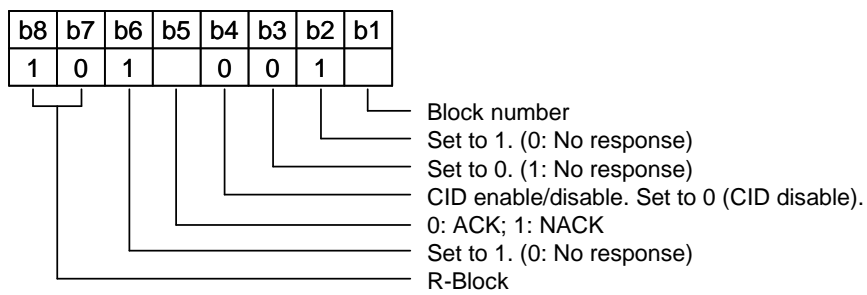 b8 b7 b6 b5 b4 b3 b2 b1
1 0 1 0 0 1
Block number
Set to 1. (0: No response)
Set to 0. (1: No response)
CID enable/disable. Set to 0 (CID disable).
0: ACK; 1: NACK
Set to 1. (0: No response)
R-Block